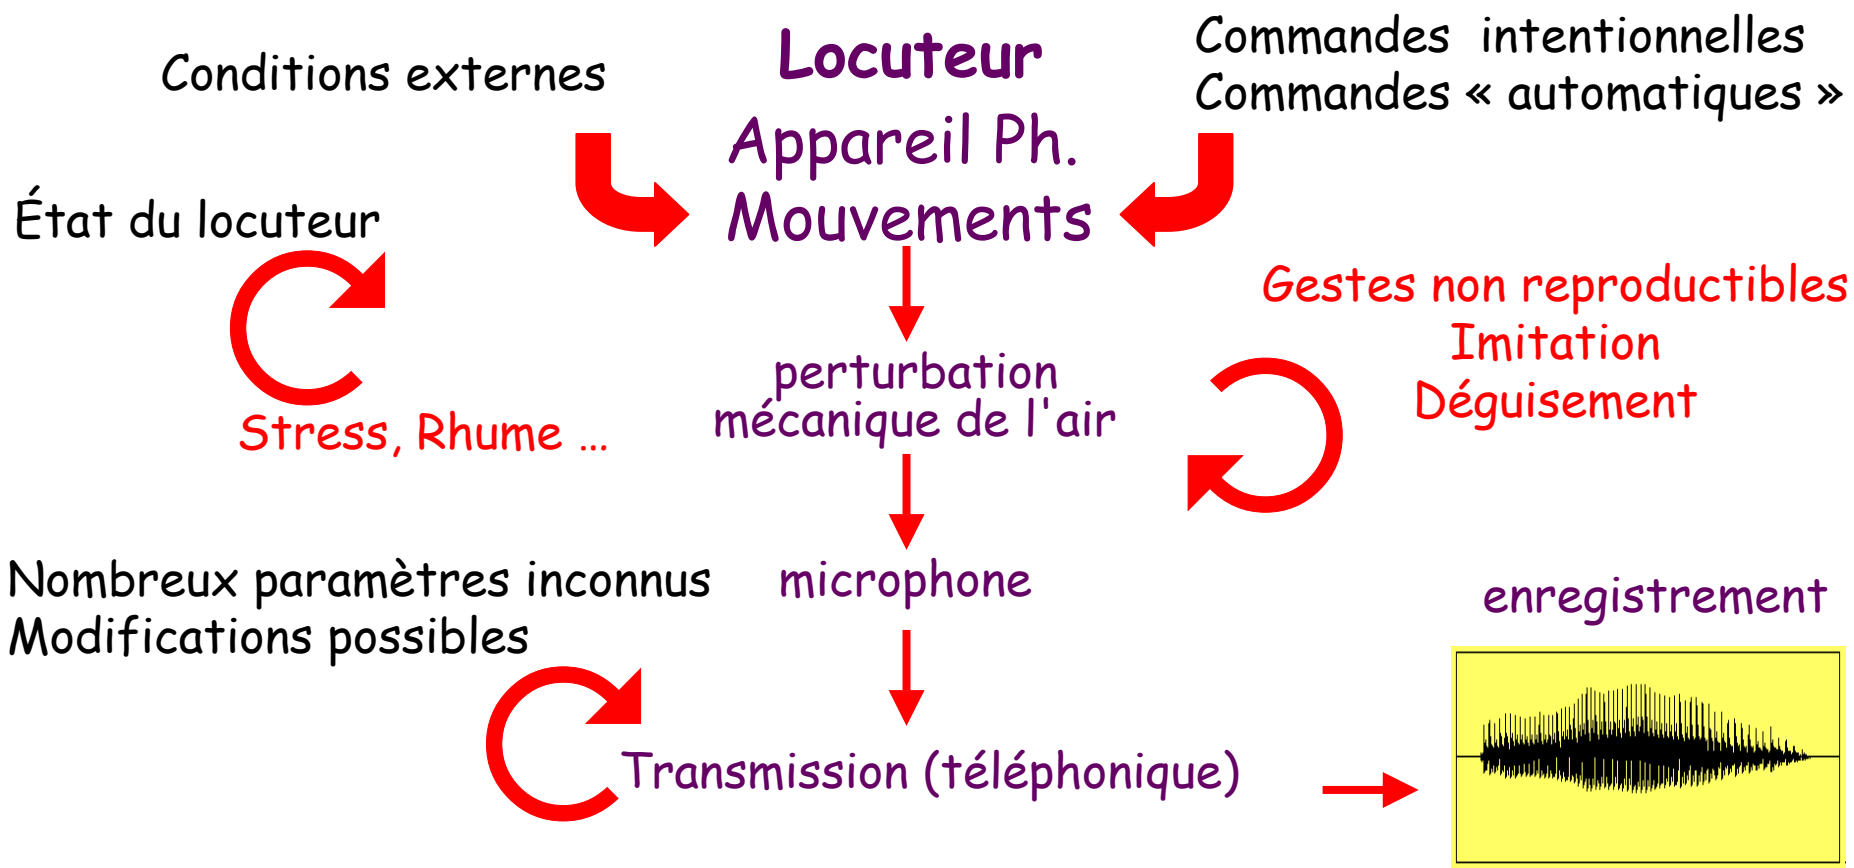 Conditions externes
Locuteur
Appareil Ph.
Mouvements
Commandes intentionnelles
Commandes « automatiques »
État du locuteur
Stress, Rhume ...
Gestes non reproductibles
Imitation
Déguisement
perturbation
mécanique de l'air
Nombreux paramètres inconnus
Modifications possibles
microphone
enregistrement
Transmission (téléphonique)